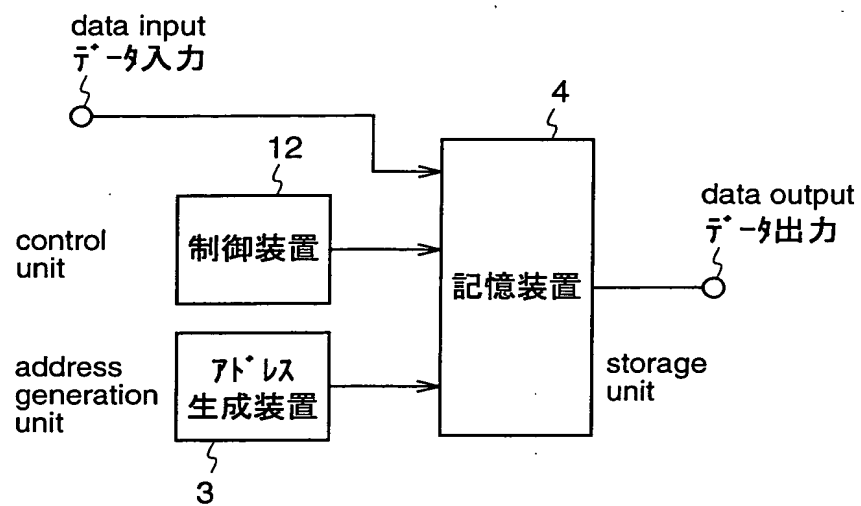 data input
ﾃﾞｰﾀ入力
4
12
data output
ﾃﾞｰﾀ出力
control
unit
制御装置
記憶装置
address
generation
unit
ｱﾄﾞﾚｽ
生成装置
storage
unit
3